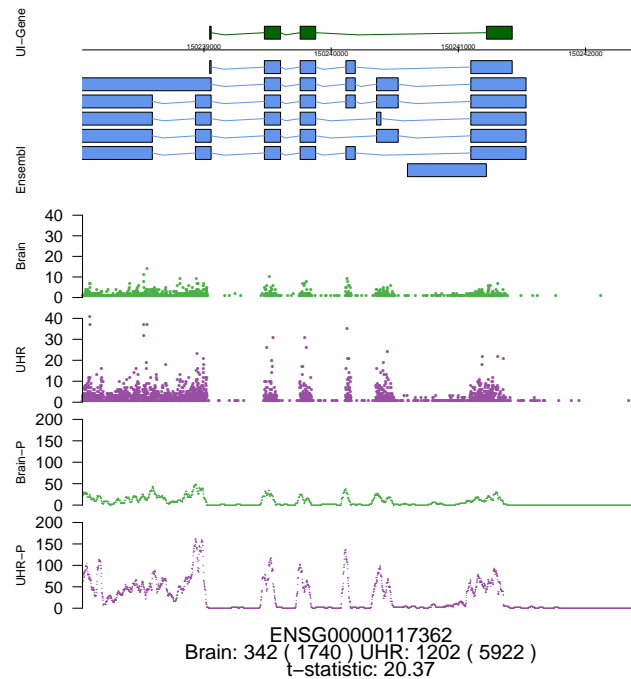 UI−Gene
150239000 150240000 150241000 150242000
Ensembl
Brain
40
30
20
10
0
UHR
40
30
20
10
0
Brain−P
200
150
100
50
0
UHR−P
200
150
100
50
0
ENSG00000117362
Brain: 342 ( 1740 ) UHR: 1202 ( 5922 )
t−statistic: 20.37